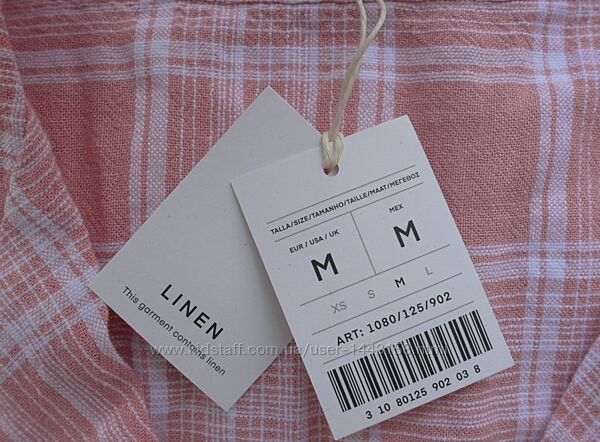 LINEN
This garment contains linen
TALLA/SIZE/TAMANHO/TAILLE/MAAT/ΜΕΓΕΘΟΣ
EUR / USA / UK
M
MEX
M
XS S M L
ART: 1080/125/902
3 10 80125 902 03 8